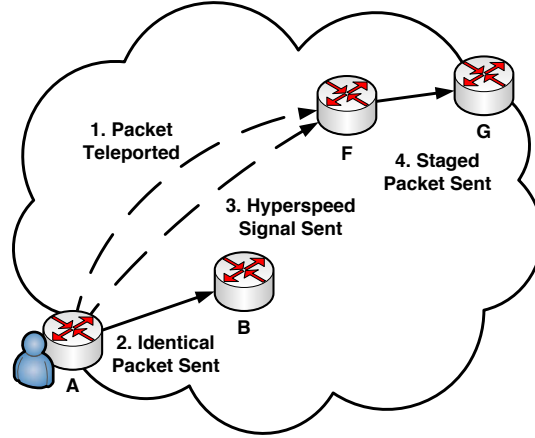 1. Packet
Teleported
F
G
4. Staged
Packet Sent
3. Hyperspeed
Signal Sent
B
2. Identical
Packet Sent
A